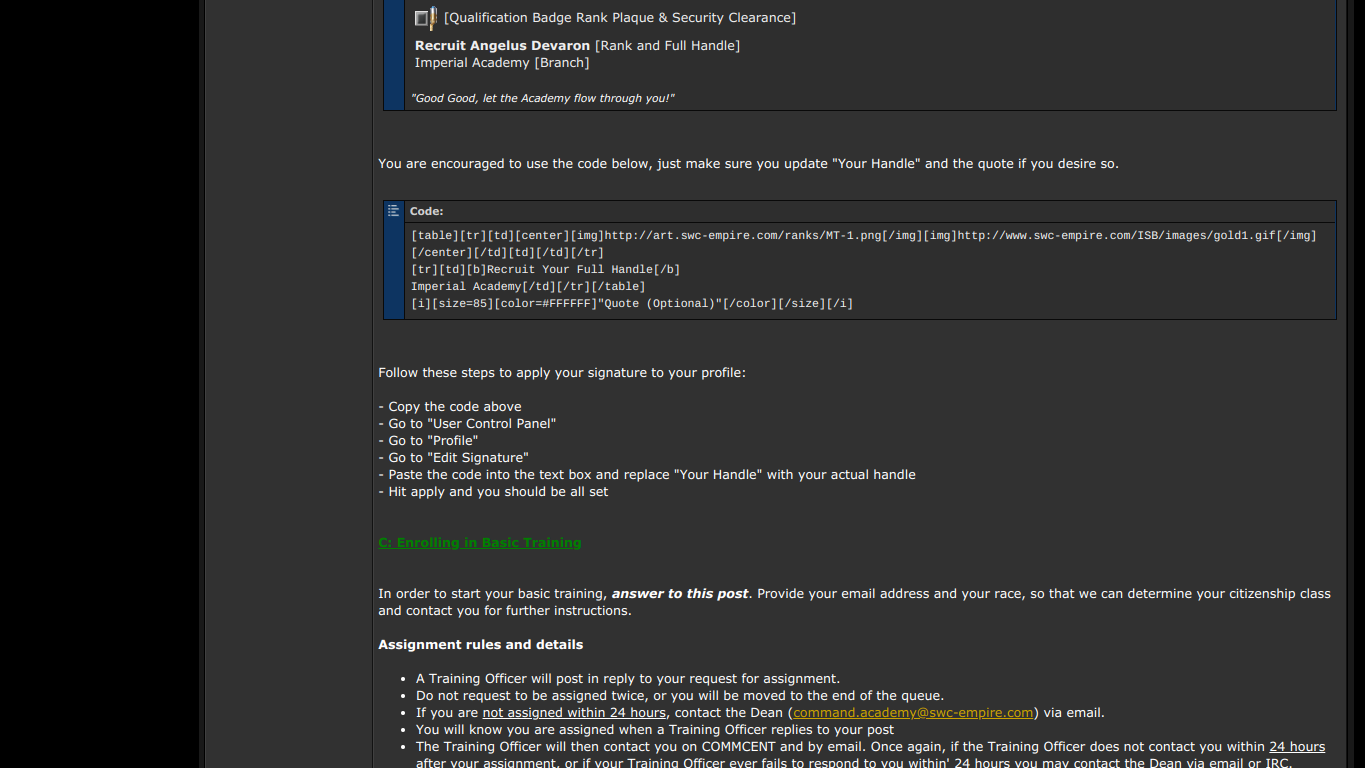 [Qualification Badge Rank Plaque & Security Clearance]
Recruit Angelus Devaron [Rank and Full Handle]
Imperial Academy [Branch]
"Good Good, let the Academy flow through you!"
You are encouraged to use the code below, just make sure you update "Your Handle" and the quote if you desire so.
Code:
[table][tr][td][center][img]http://art.swc-empire.com/ranks/MT-1.png[/img][img]http://www.swc-empire.com/ISB/images/gold1.gif[/img]
[/center][/td][td][/td][/tr]
[tr][td][b]Recruit Your Full Handle[/b]
Imperial Academy[/td][/tr][/table]
[i][size=85][color=#FFFFFF]"Quote (Optional)"[/color][/size][/i]
Follow these steps to apply your signature to your profile:
- Copy the code above
- Go to "User Control Panel"
- Go to "Profile"
- Go to "Edit Signature"
- Paste the code into the text box and replace "Your Handle" with your actual handle
- Hit apply and you should be all set
C: Enrolling in Basic Training
In order to start your basic training, answer to this post. Provide your email address and your race, so that we can determine your citizenship class
and contact you for further instructions.
Assignment rules and details
• A Training Officer will post in reply to your request for assignment.
• Do not request to be assigned twice, or you will be moved to the end of the queue.
• If you are not assigned within 24 hours, contact the Dean (command.academy@swc-empire.com) via email.
• You will know you are assigned when a Training Officer replies to your post
• The Training Officer will then contact you on COMMCENT and by email. Once again, if the Training Officer does not contact you within 24 hours
after your assignment, or if your Training Officer ever fails to respond to you within' 24 hours you may contact the Dean via email or IRC.